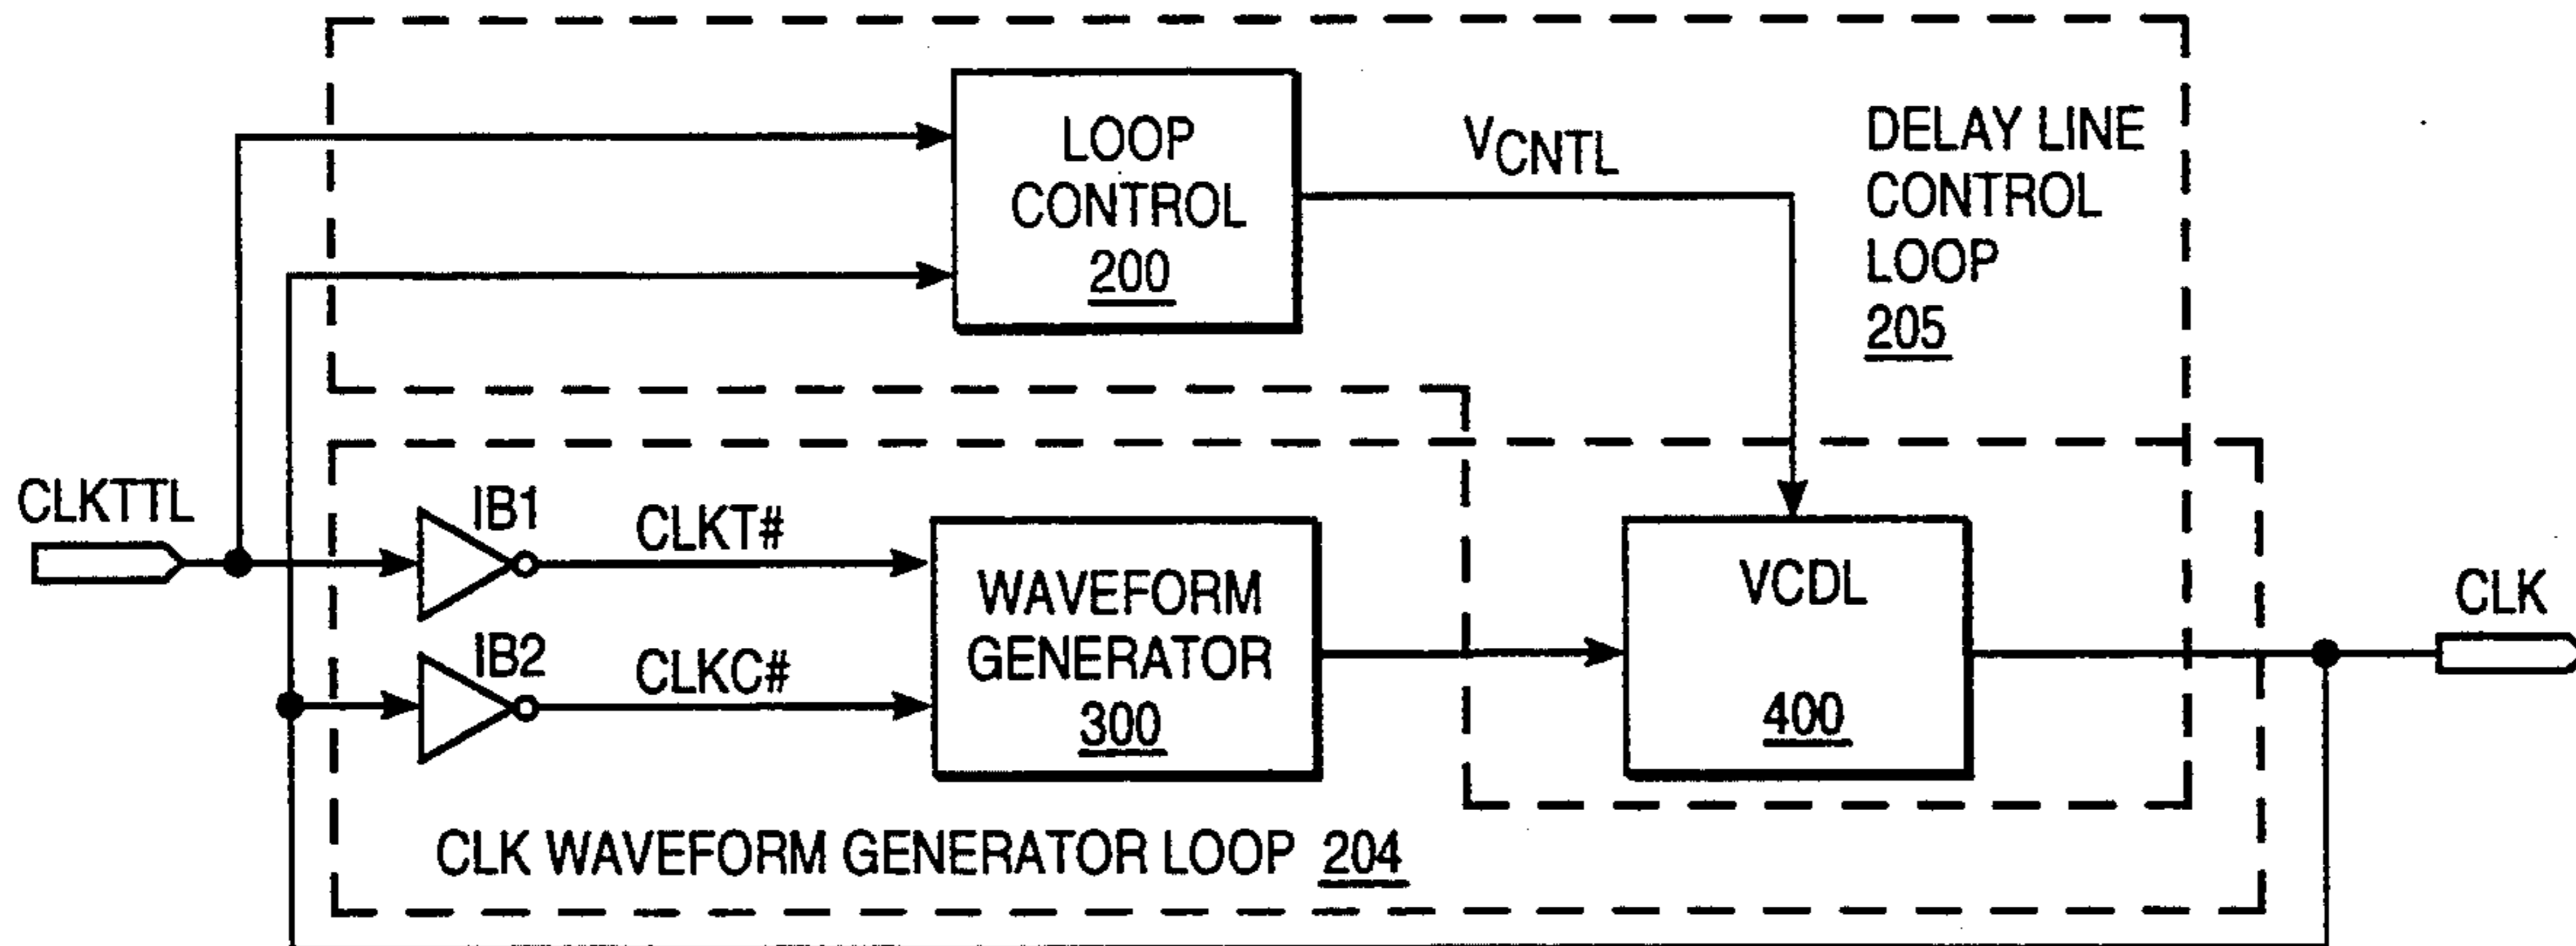 LOOP
CONTROL
200
VCNTL
DELAY LINE
CONTROL
LOOP
205
CLKTTL
IB1
CLKT#
IB2
CLKC#
WAVEFORM
GENERATOR
300
VCDL
400
CLK
CLK WAVEFORM GENERATOR LOOP 204